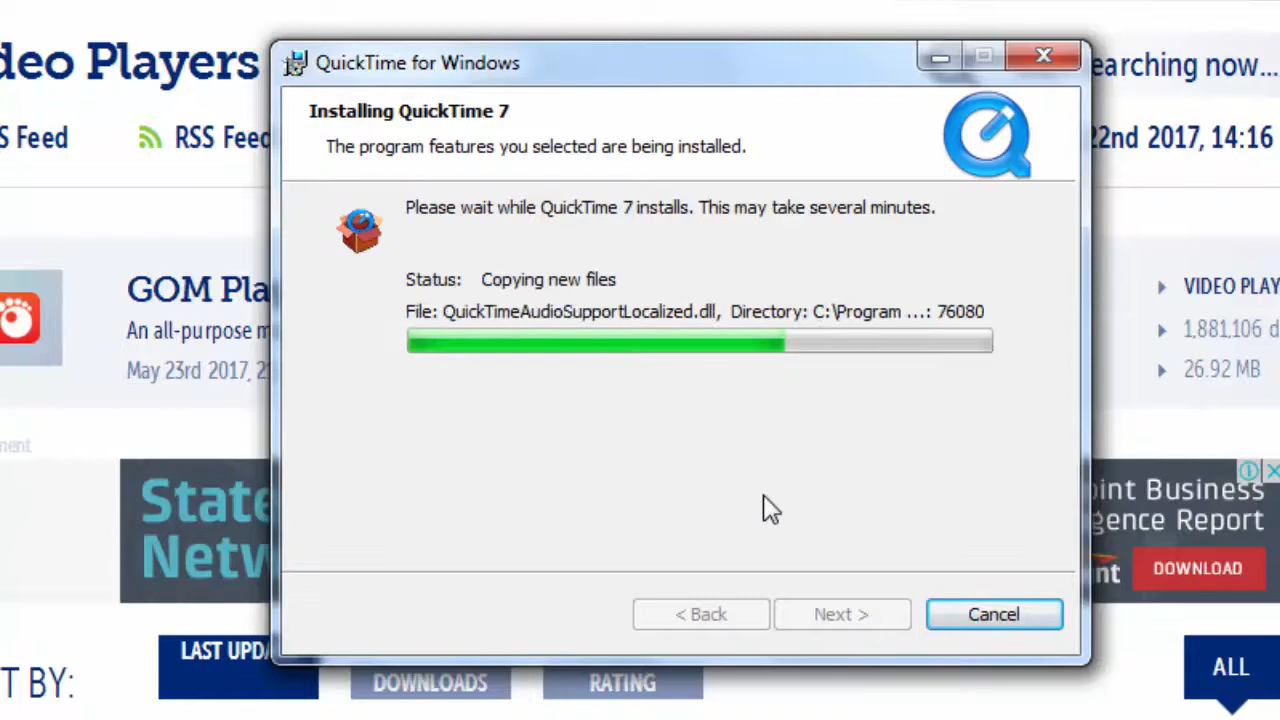 deo Players
QuickTime for Windows
earching now...
Installing QuickTime 7
The program features you selected are being installed.
S Feed
RSS Feed
22nd 2017, 14:16
Please wait while QuickTime 7 installs. This may take several minutes.
Status: Copying new files
File: QuickTimeAudioSupportLocalized.dll, Directory: C:\Program ...: 76080
GOM Pla
An all-purpose m
May 23rd 2017, 2
VIDEO PLAY
1,881,106 d
26.92 MB
ment
State
Netw
oint Business
gence Report
nt
DOWNLOAD
< Back
Next >
Cancel
T BY:
LAST UPDA
DOWNLOADS
RATING
ALL